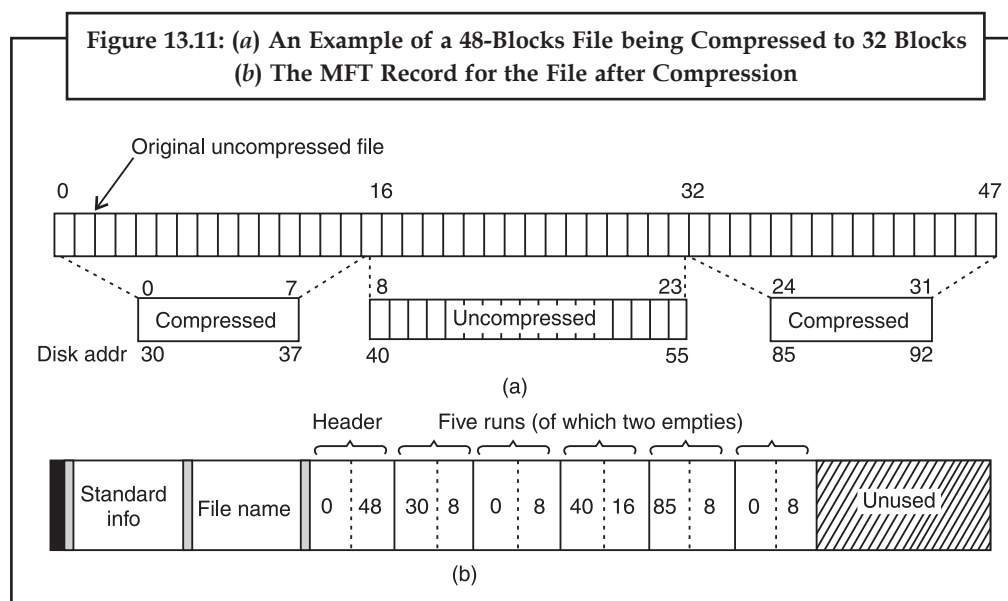 Figure 13.11: (a) An Example of a 48-Blocks File being Compressed to 32 Blocks
(b) The MFT Record for the File after Compression
Original uncompressed file
0 16 32 47
0 7 8 23 24 31
Compressed Uncompressed Compressed
Disk addr 30 37 40 55 85 92
(a)
Header Five runs (of which two empties)
Standard info File name 0 48 30 8 0 8 40 16 85 8 0 8 Unused
(b)